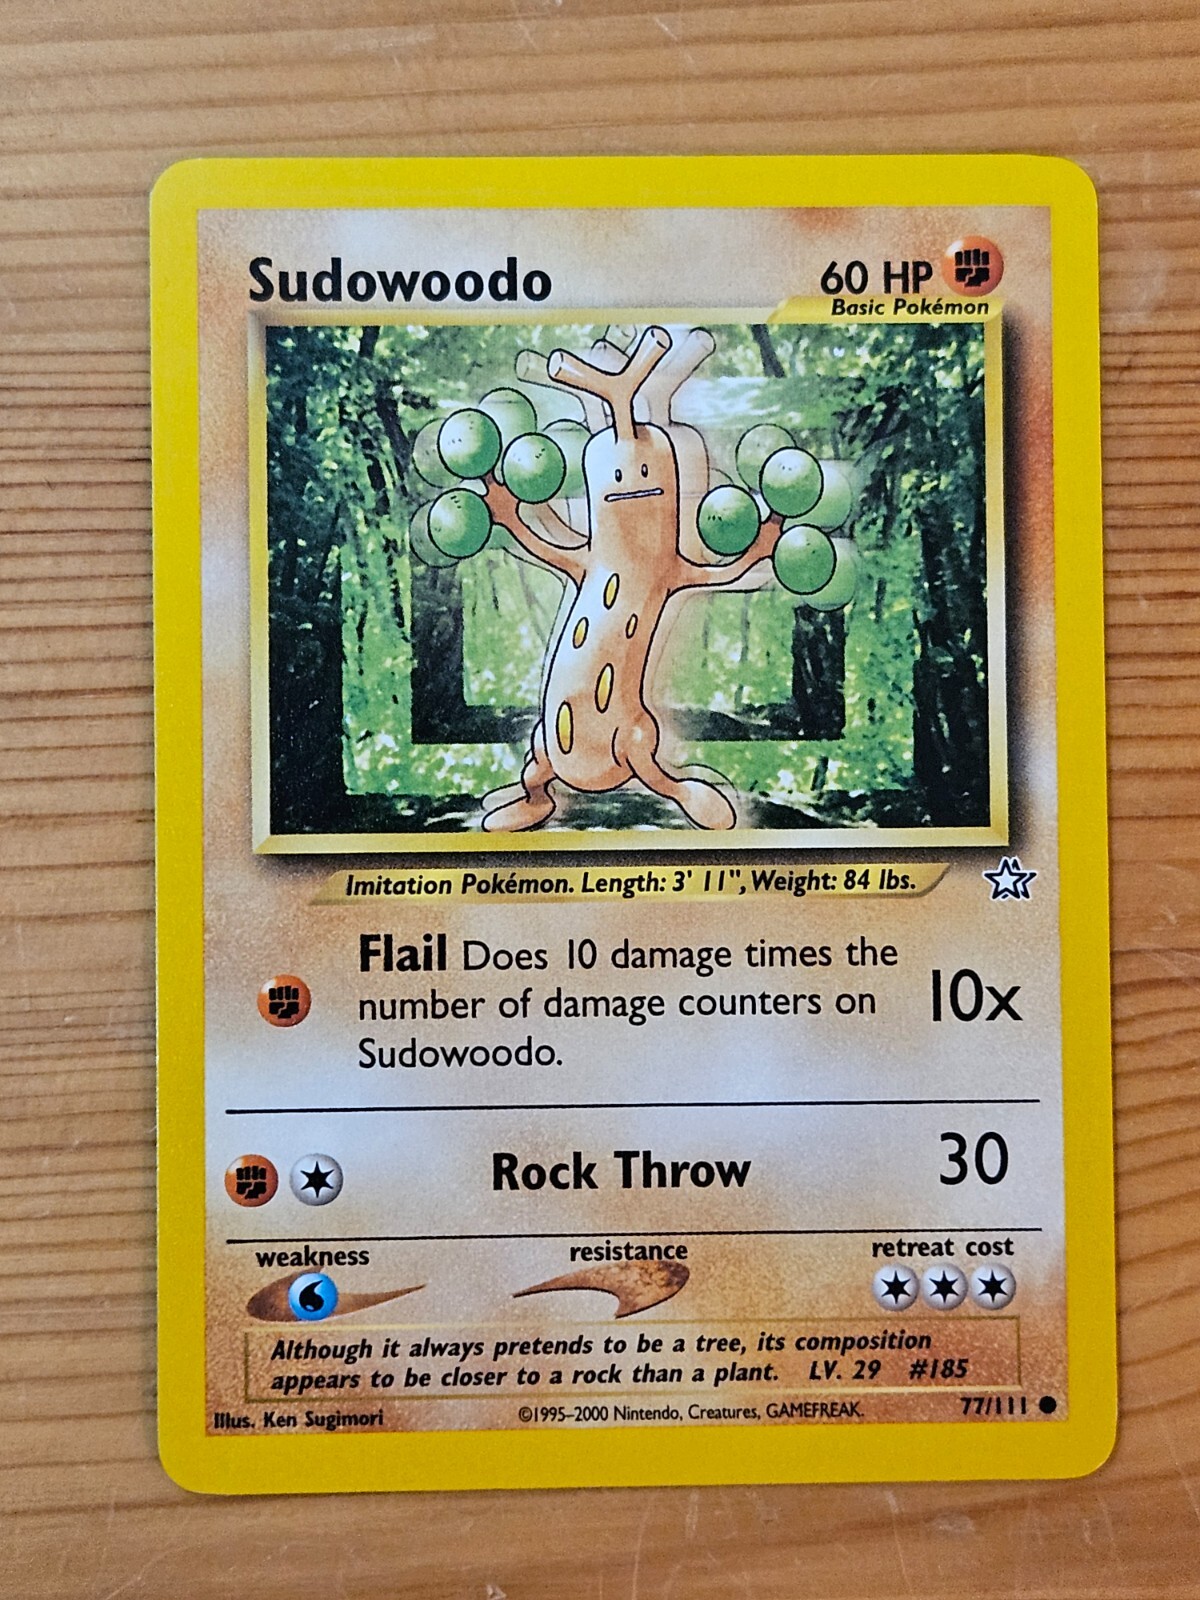 Sudowoodo
60 HP
Basic Pokémon
Imitation Pokémon. Length: 3' 11", Weight: 84 lbs.
Flail Does 10 damage times the
number of damage counters on
Sudowoodo.
10x
Rock Throw
30
weakness
resistance
retreat cost
Although it always pretends to be a tree, its composition
appears to be closer to a rock than a plant. LV. 29 #185
Illus. Ken Sugimori
©1995–2000 Nintendo, Creatures, GAMEFREAK.
77/111